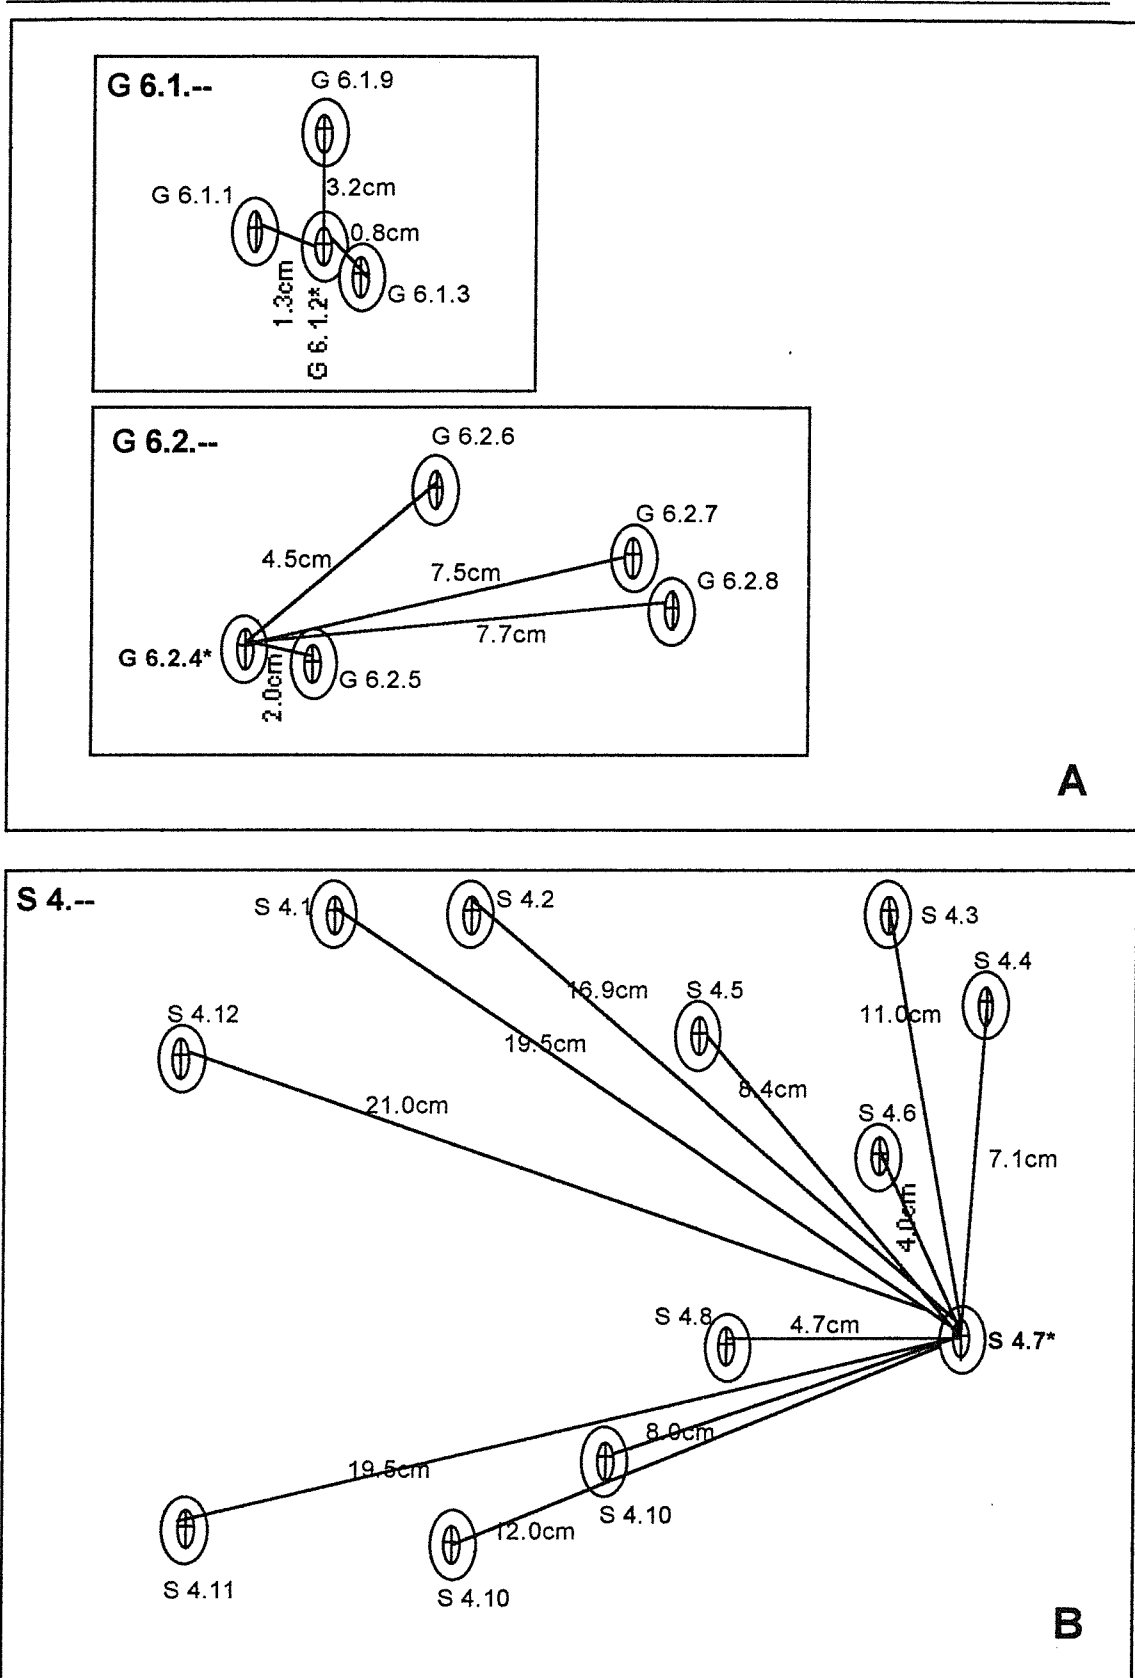 G 6.1.--
G 6.1.9
G 6.1.1
3.2cm
0.8cm
1.3cm
G 6.1.2*
G 6.1.3
G 6.2.--
G 6.2.6
G 6.2.7
4.5cm
7.5cm
G 6.2.8
7.7cm
G 6.2.4*
2.0cm
G 6.2.5
A
S 4.--
S 4.1
S 4.2
S 4.3
S 4.4
16.9cm
S 4.5
S 4.12
11.0cm
19.5cm
8.4cm
21.0cm
S 4.6
7.1cm
4.0cm
S 4.8
4.7cm
S 4.7*
8.0cm
19.5cm
S 4.10
12.0cm
S 4.11
S 4.10
B